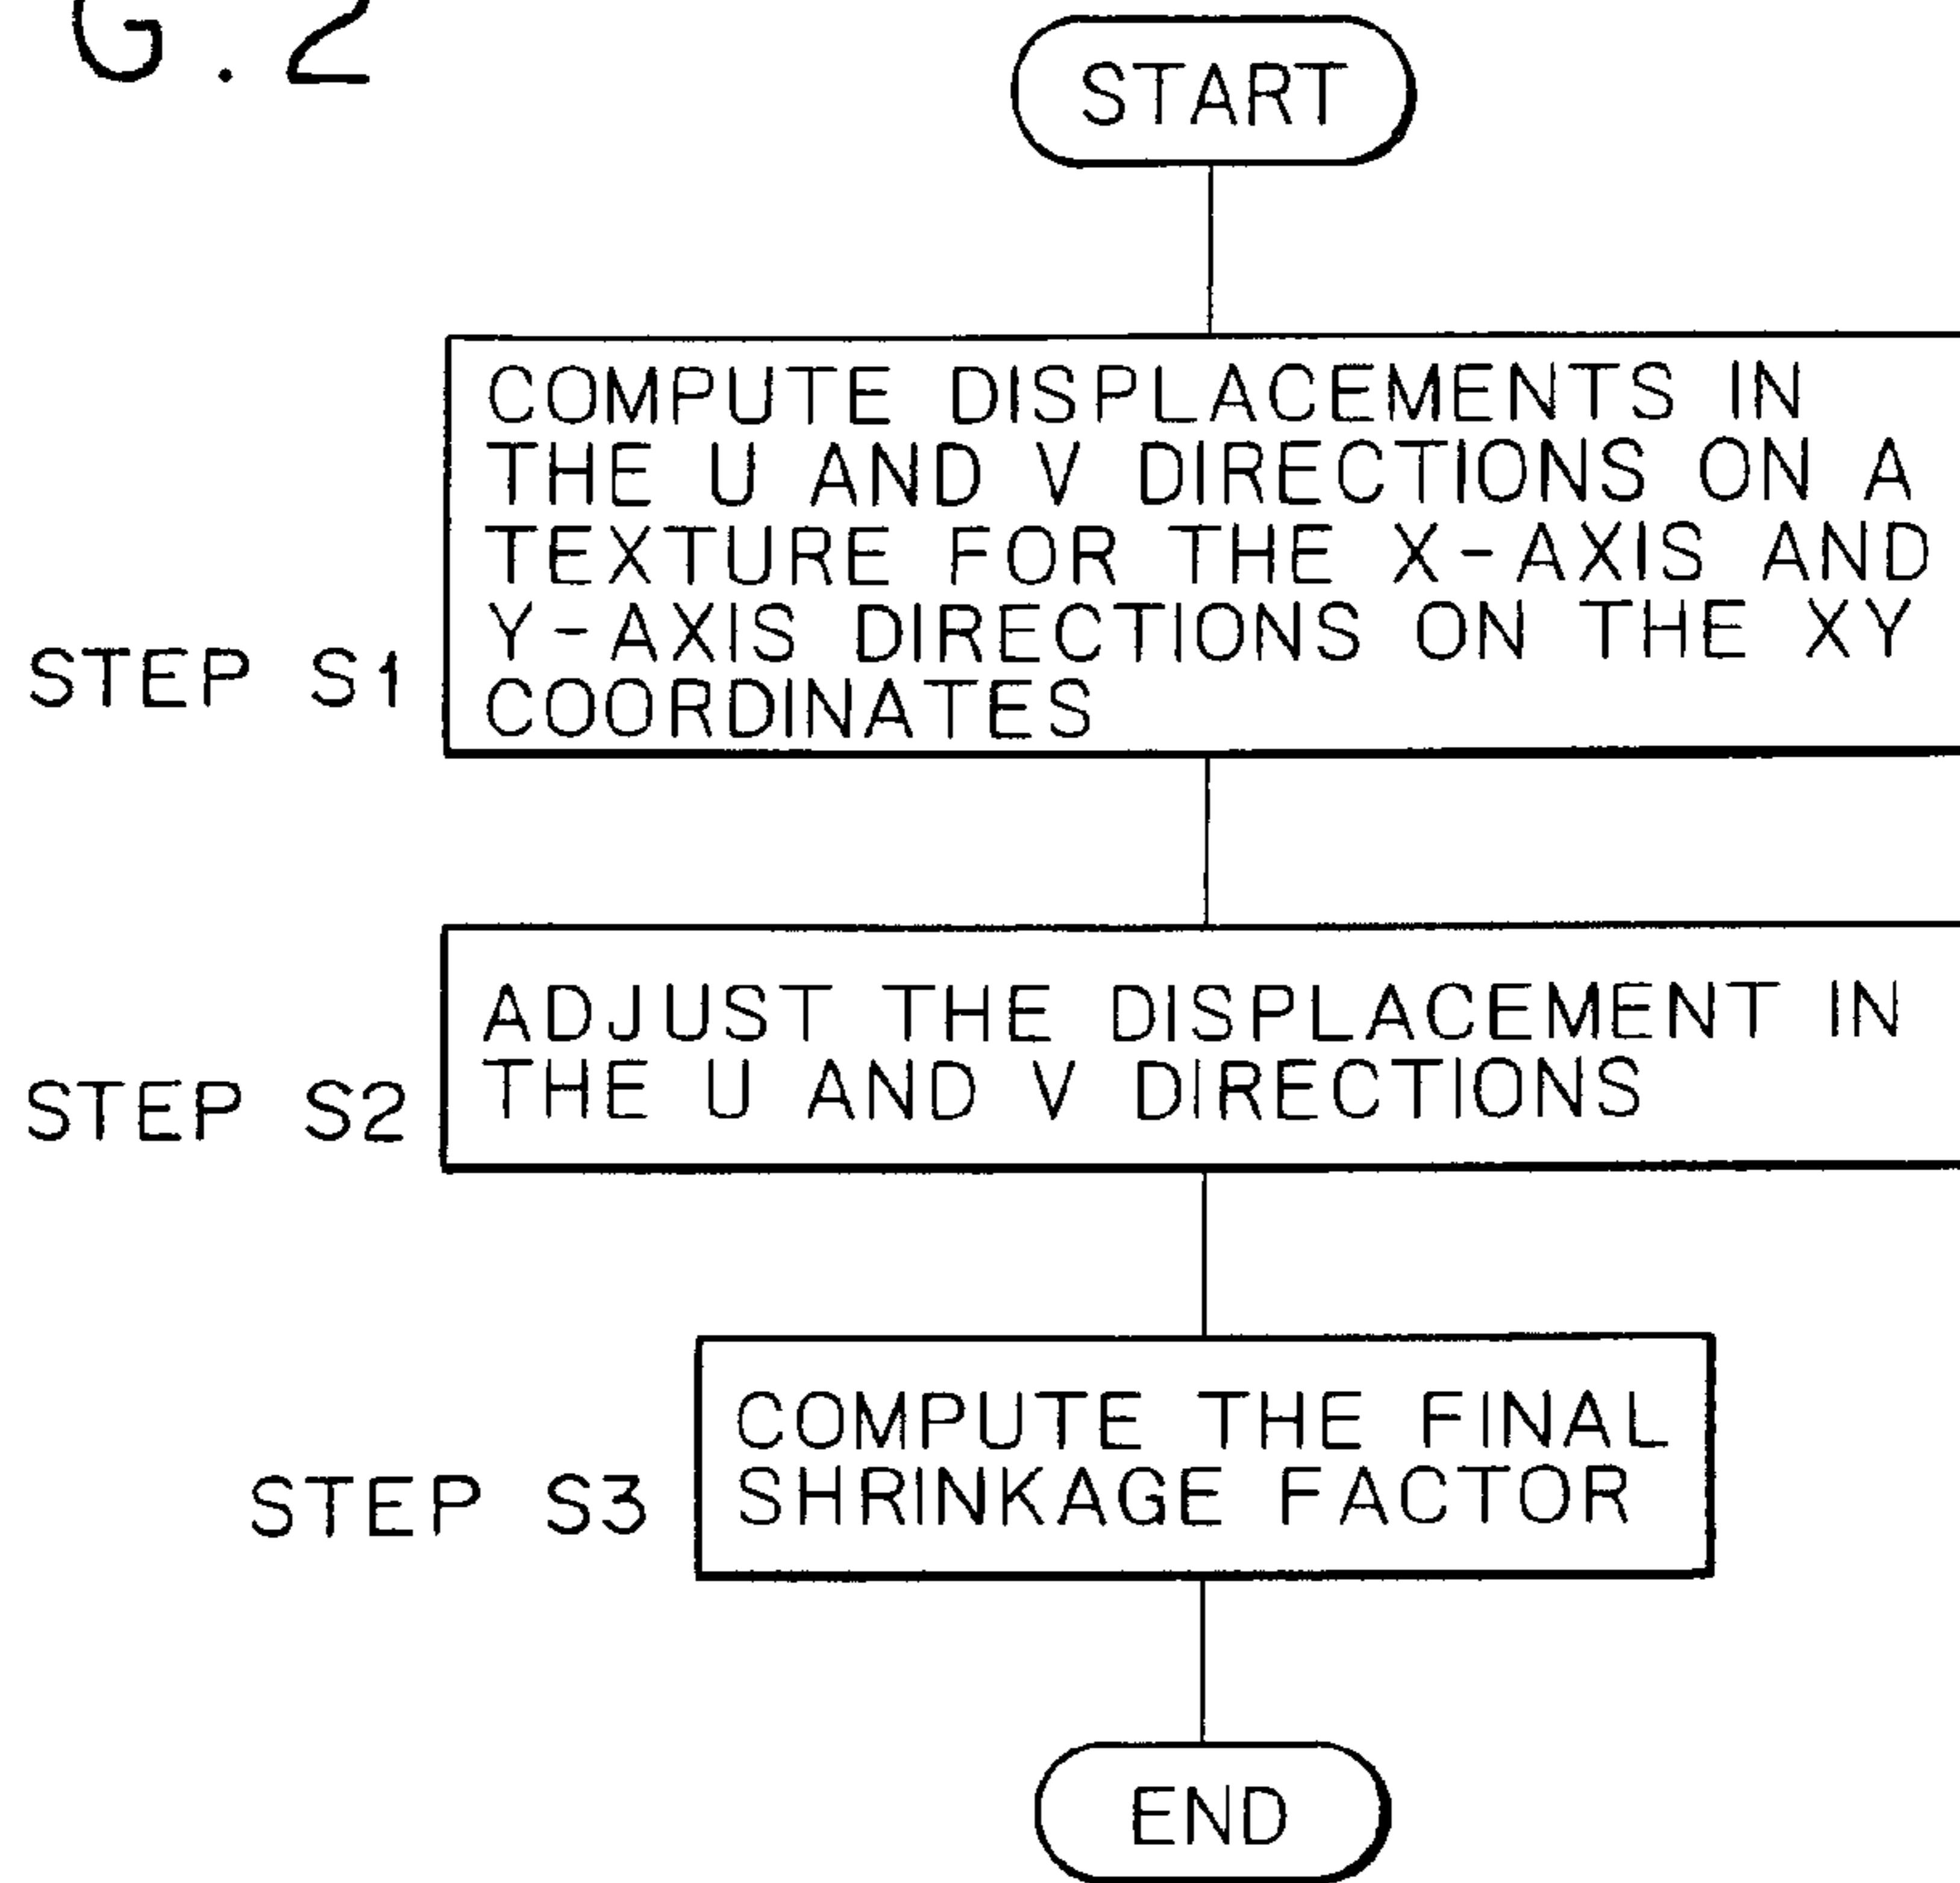 G.2
START
COMPUTE DISPLACEMENTS IN
THE U AND V DIRECTIONS ON A
TEXTURE FOR THE X-AXIS AND
Y-AXIS DIRECTIONS ON THE XY
COORDINATES
STEP S1
ADJUST THE DISPLACEMENT IN
THE U AND V DIRECTIONS
STEP S2
COMPUTE THE FINAL
SHRINKAGE FACTOR
STEP S3
END